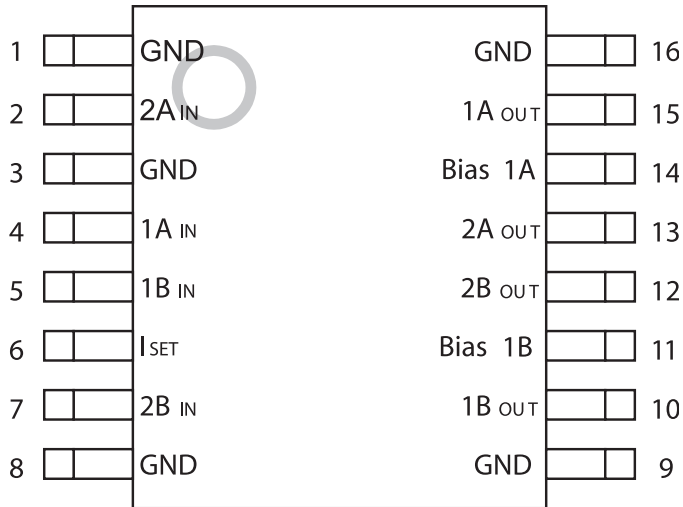 1 GND GND 16
2 2A IN 1A OUT 15
3 GND Bias 1A 14
4 1A IN 2A OUT 13
5 1B IN 2B OUT 12
6 I SET Bias 1B 11
7 2B IN 1B OUT 10
8 GND GND 9